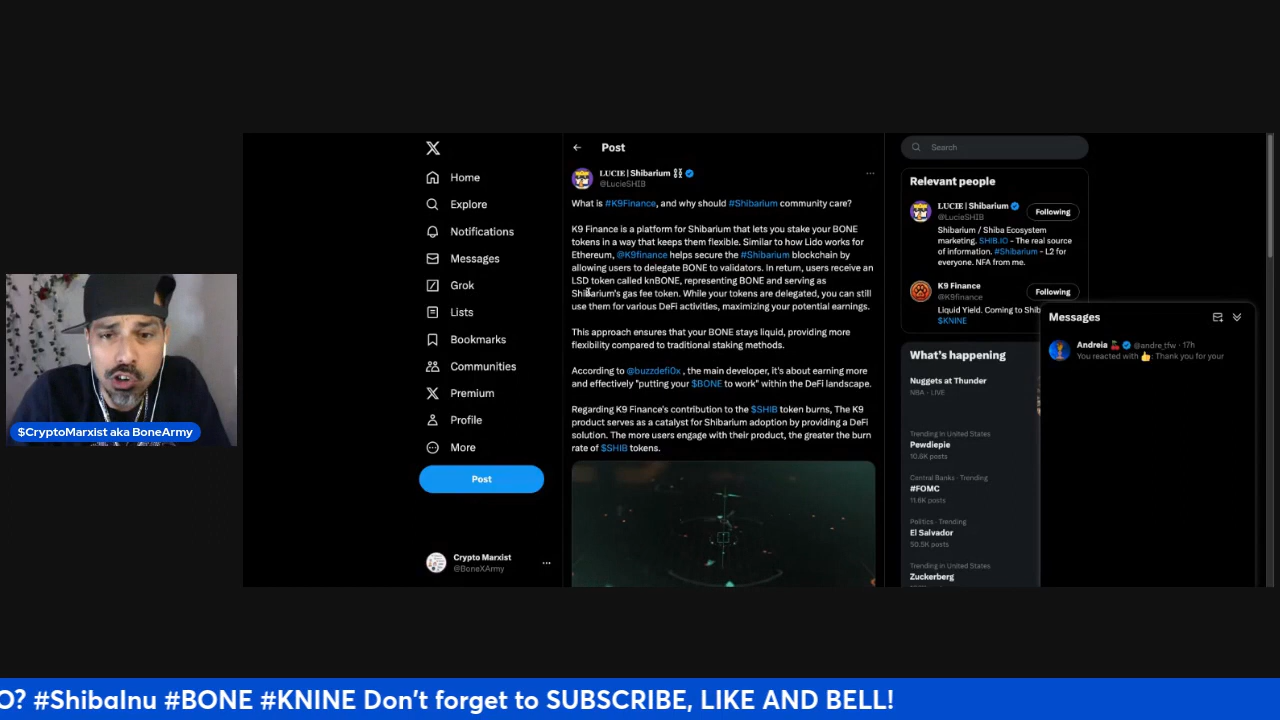 Home
Explore
Notifications
Messages
Grok
Lists
Bookmarks
Communities
Premium
Profile
More
Post
Crypto Marxist
@BoneXArmy
Post
LUCIE | Shibarium
@LucieSHIB
What is #K9Finance, and why should #Shibarium community care?
K9 Finance is a platform for Shibarium that lets you stake your BONE
tokens in a way that keeps them flexible. Similar to how Lido works for
Ethereum, @K9finance helps secure the #Shibarium blockchain by
allowing users to delegate BONE to validators. In return, users receive an
LSD token called knBONE, representing BONE and serving as
Shibarium's gas fee token. While your tokens are delegated, you can still
use them for various DeFi activities, maximizing your potential earnings.
This approach ensures that your BONE stays liquid, providing more
flexibility compared to traditional staking methods.
According to @buzzdefi0x , the main developer, it's about earning more
and effectively "putting your $BONE to work" within the DeFi landscape.
Regarding K9 Finance's contribution to the $SHIB token burns, The K9
product serves as a catalyst for Shibarium adoption by providing a DeFi
solution. The more users engage with their product, the greater the burn
rate of $SHIB tokens.
Search
Relevant people
LUCIE | Shibarium
@LucieSHIB
Following
Shibarium / Shiba Ecosystem
marketing. SHIB.IO - The real source
of information. #Shibarium - L2 for
everyone. NFA from me.
K9 Finance
@K9finance
Following
Liquid Yield. Coming to Shib
$KNINE
What's happening
Nuggets at Thunder
NBA · LIVE
Trending in United States
Pewdiepie
10.6K posts
Central Banks · Trending
#FOMC
11.6K posts
Politics · Trending
El Salvador
50.5K posts
Trending in United States
Zuckerberg
Messages
Andreia 🍒 @andre_tfw · 17h
You reacted with 👍: Thank you for your
$CryptoMarxist aka BoneArmy
O? #ShibaInu #BONE #KNINE Don't forget to SUBSCRIBE, LIKE AND BELL!